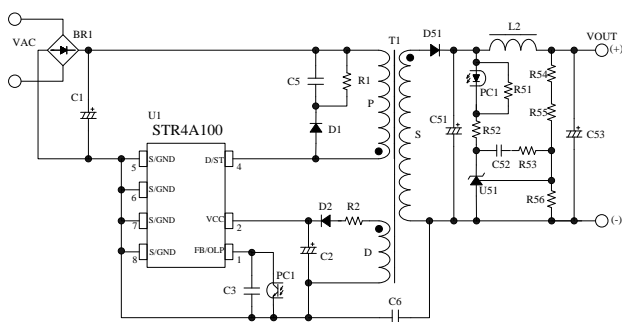 VAC
BR1
C1
U1
STR4A100
S/GND
5
S/GND
6
S/GND
7
S/GND
8
D/ST
4
VCC
2
FB/OLP
1
C5
R1
D1
T1
P
S
D
D2
R2
C2
C3
PC1
C6
D51
L2
VOUT
(+)
PC1
R51
R52
R54
R55
C51
C53
C52
R53
U51
R56
(-)